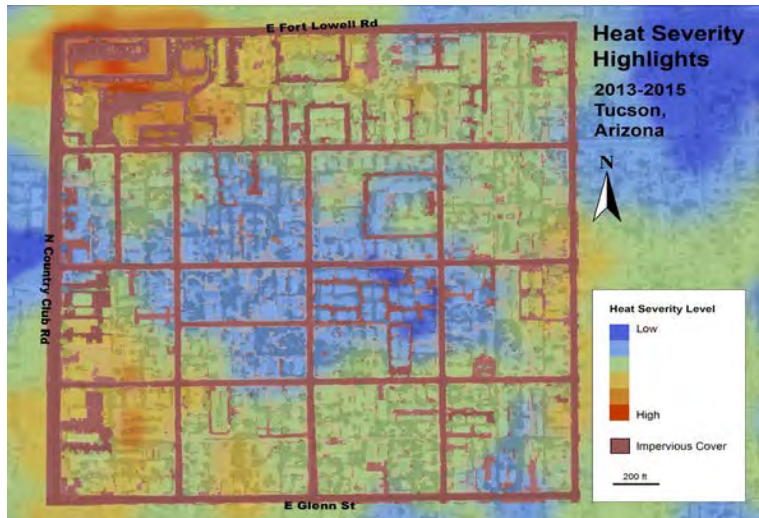 E Fort Lowell Rd
Heat Severity
Highlights
2013-2015
Tucson,
Arizona
N
N Country Club Rd
Heat Severity Level
Low
High
Impervious Cover
200 ft
E Glenn St